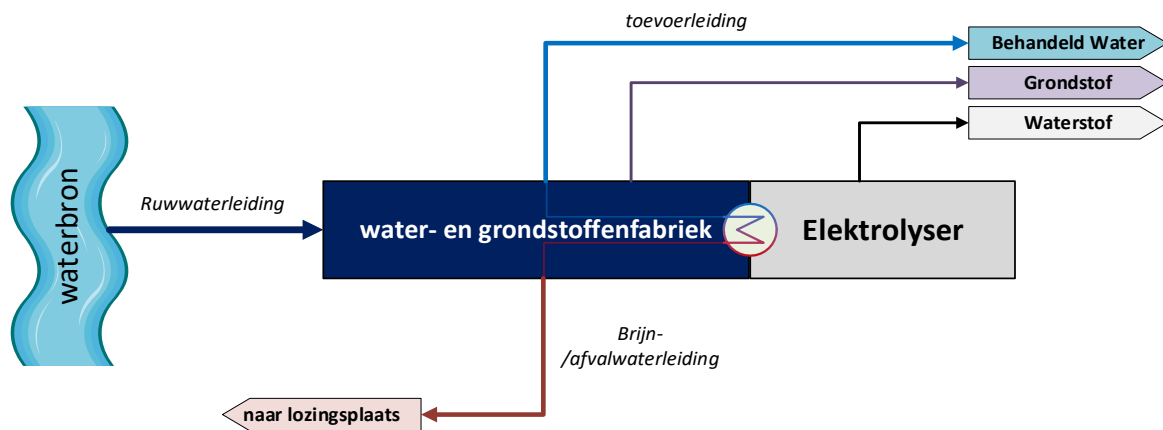 toevoerleiding
Behandeld Water
Grondstof
Waterstof
waterbron
Ruwwaterleiding
water- en grondstoffenfabriek
Elektrolyser
Brijn-
/afvalwaterleiding
naar lozingsplaats